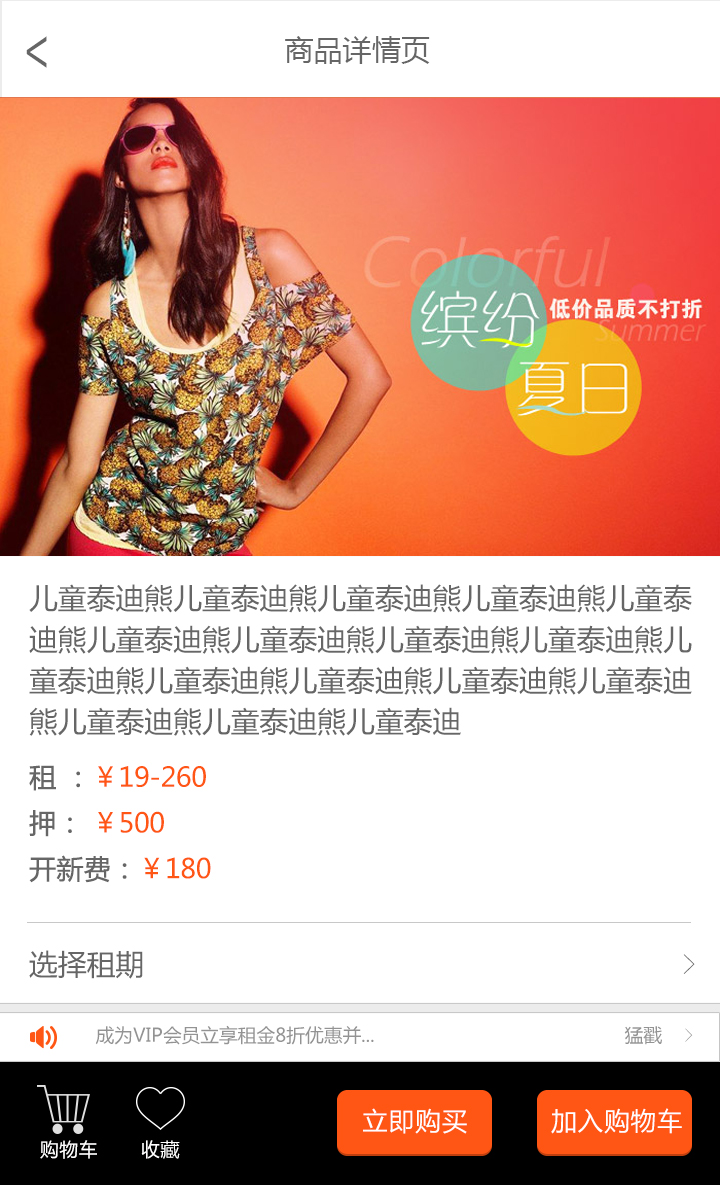 商品详情页
Colorful
缤纷
低价品质不打折
Summer
夏日
儿童泰迪熊儿童泰迪熊儿童泰迪熊儿童泰迪熊儿童泰
迪熊儿童泰迪熊儿童泰迪熊儿童泰迪熊儿童泰迪熊儿
童泰迪熊儿童泰迪熊儿童泰迪熊儿童泰迪熊儿童泰迪
熊儿童泰迪熊儿童泰迪熊儿童泰迪
租 ：¥19-260
押： ¥500
开新费：¥180
选择租期
成为VIP会员立享租金8折优惠并... 猛戳
购物车 收藏 立即购买 加入购物车